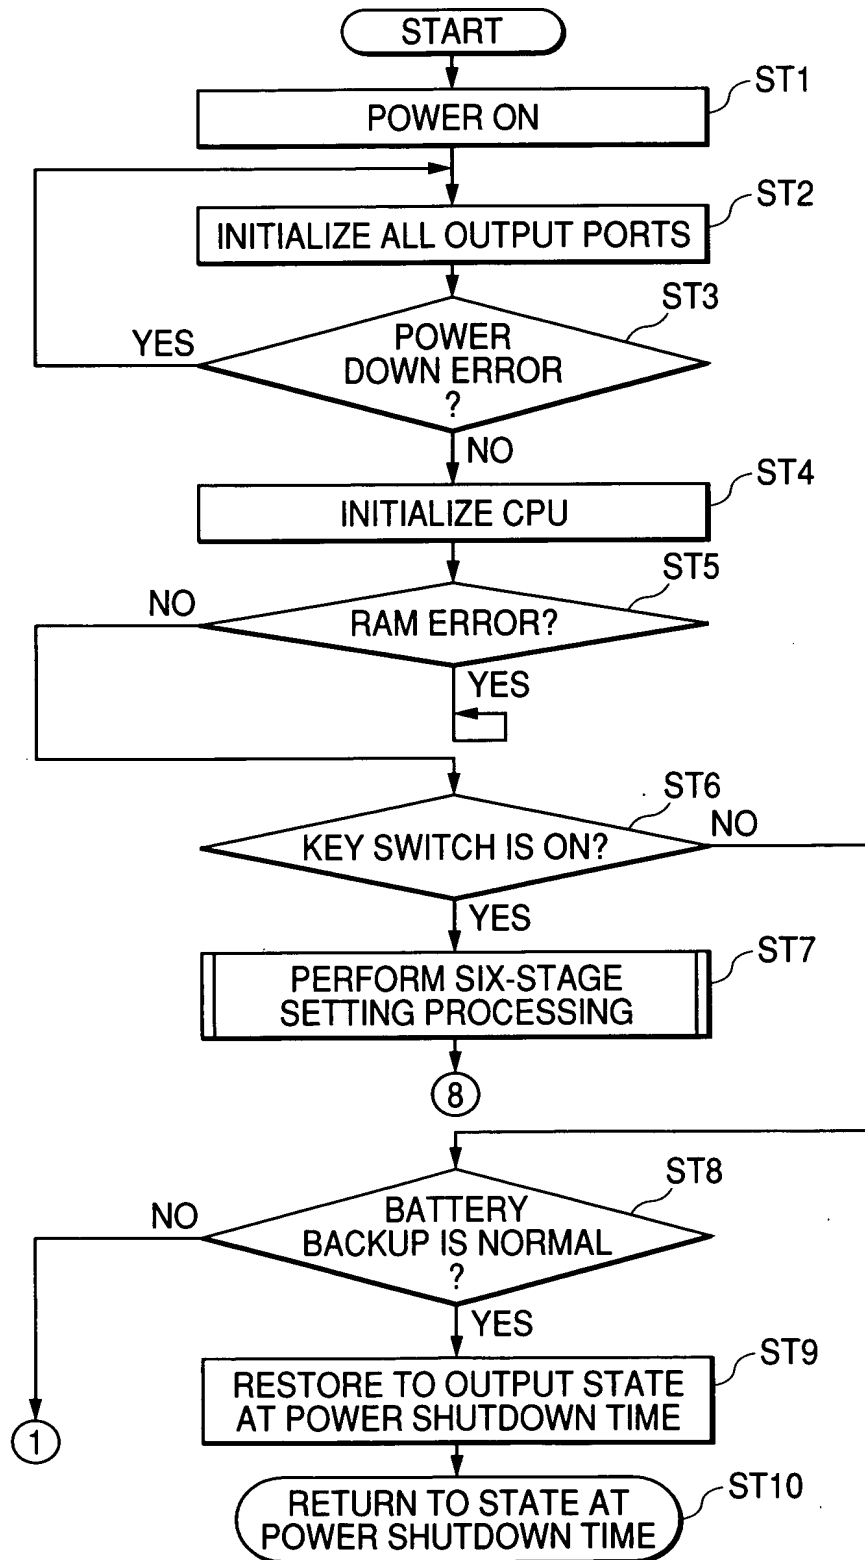 START
POWER ON
ST1
INITIALIZE ALL OUTPUT PORTS
ST2
POWER
DOWN ERROR
?
ST3
YES
NO
INITIALIZE CPU
ST4
RAM ERROR?
ST5
NO
YES
KEY SWITCH IS ON?
ST6
NO
YES
PERFORM SIX-STAGE
SETTING PROCESSING
ST7
8
BATTERY
BACKUP IS NORMAL
?
ST8
NO
YES
RESTORE TO OUTPUT STATE
AT POWER SHUTDOWN TIME
ST9
1
RETURN TO STATE AT
POWER SHUTDOWN TIME
ST10